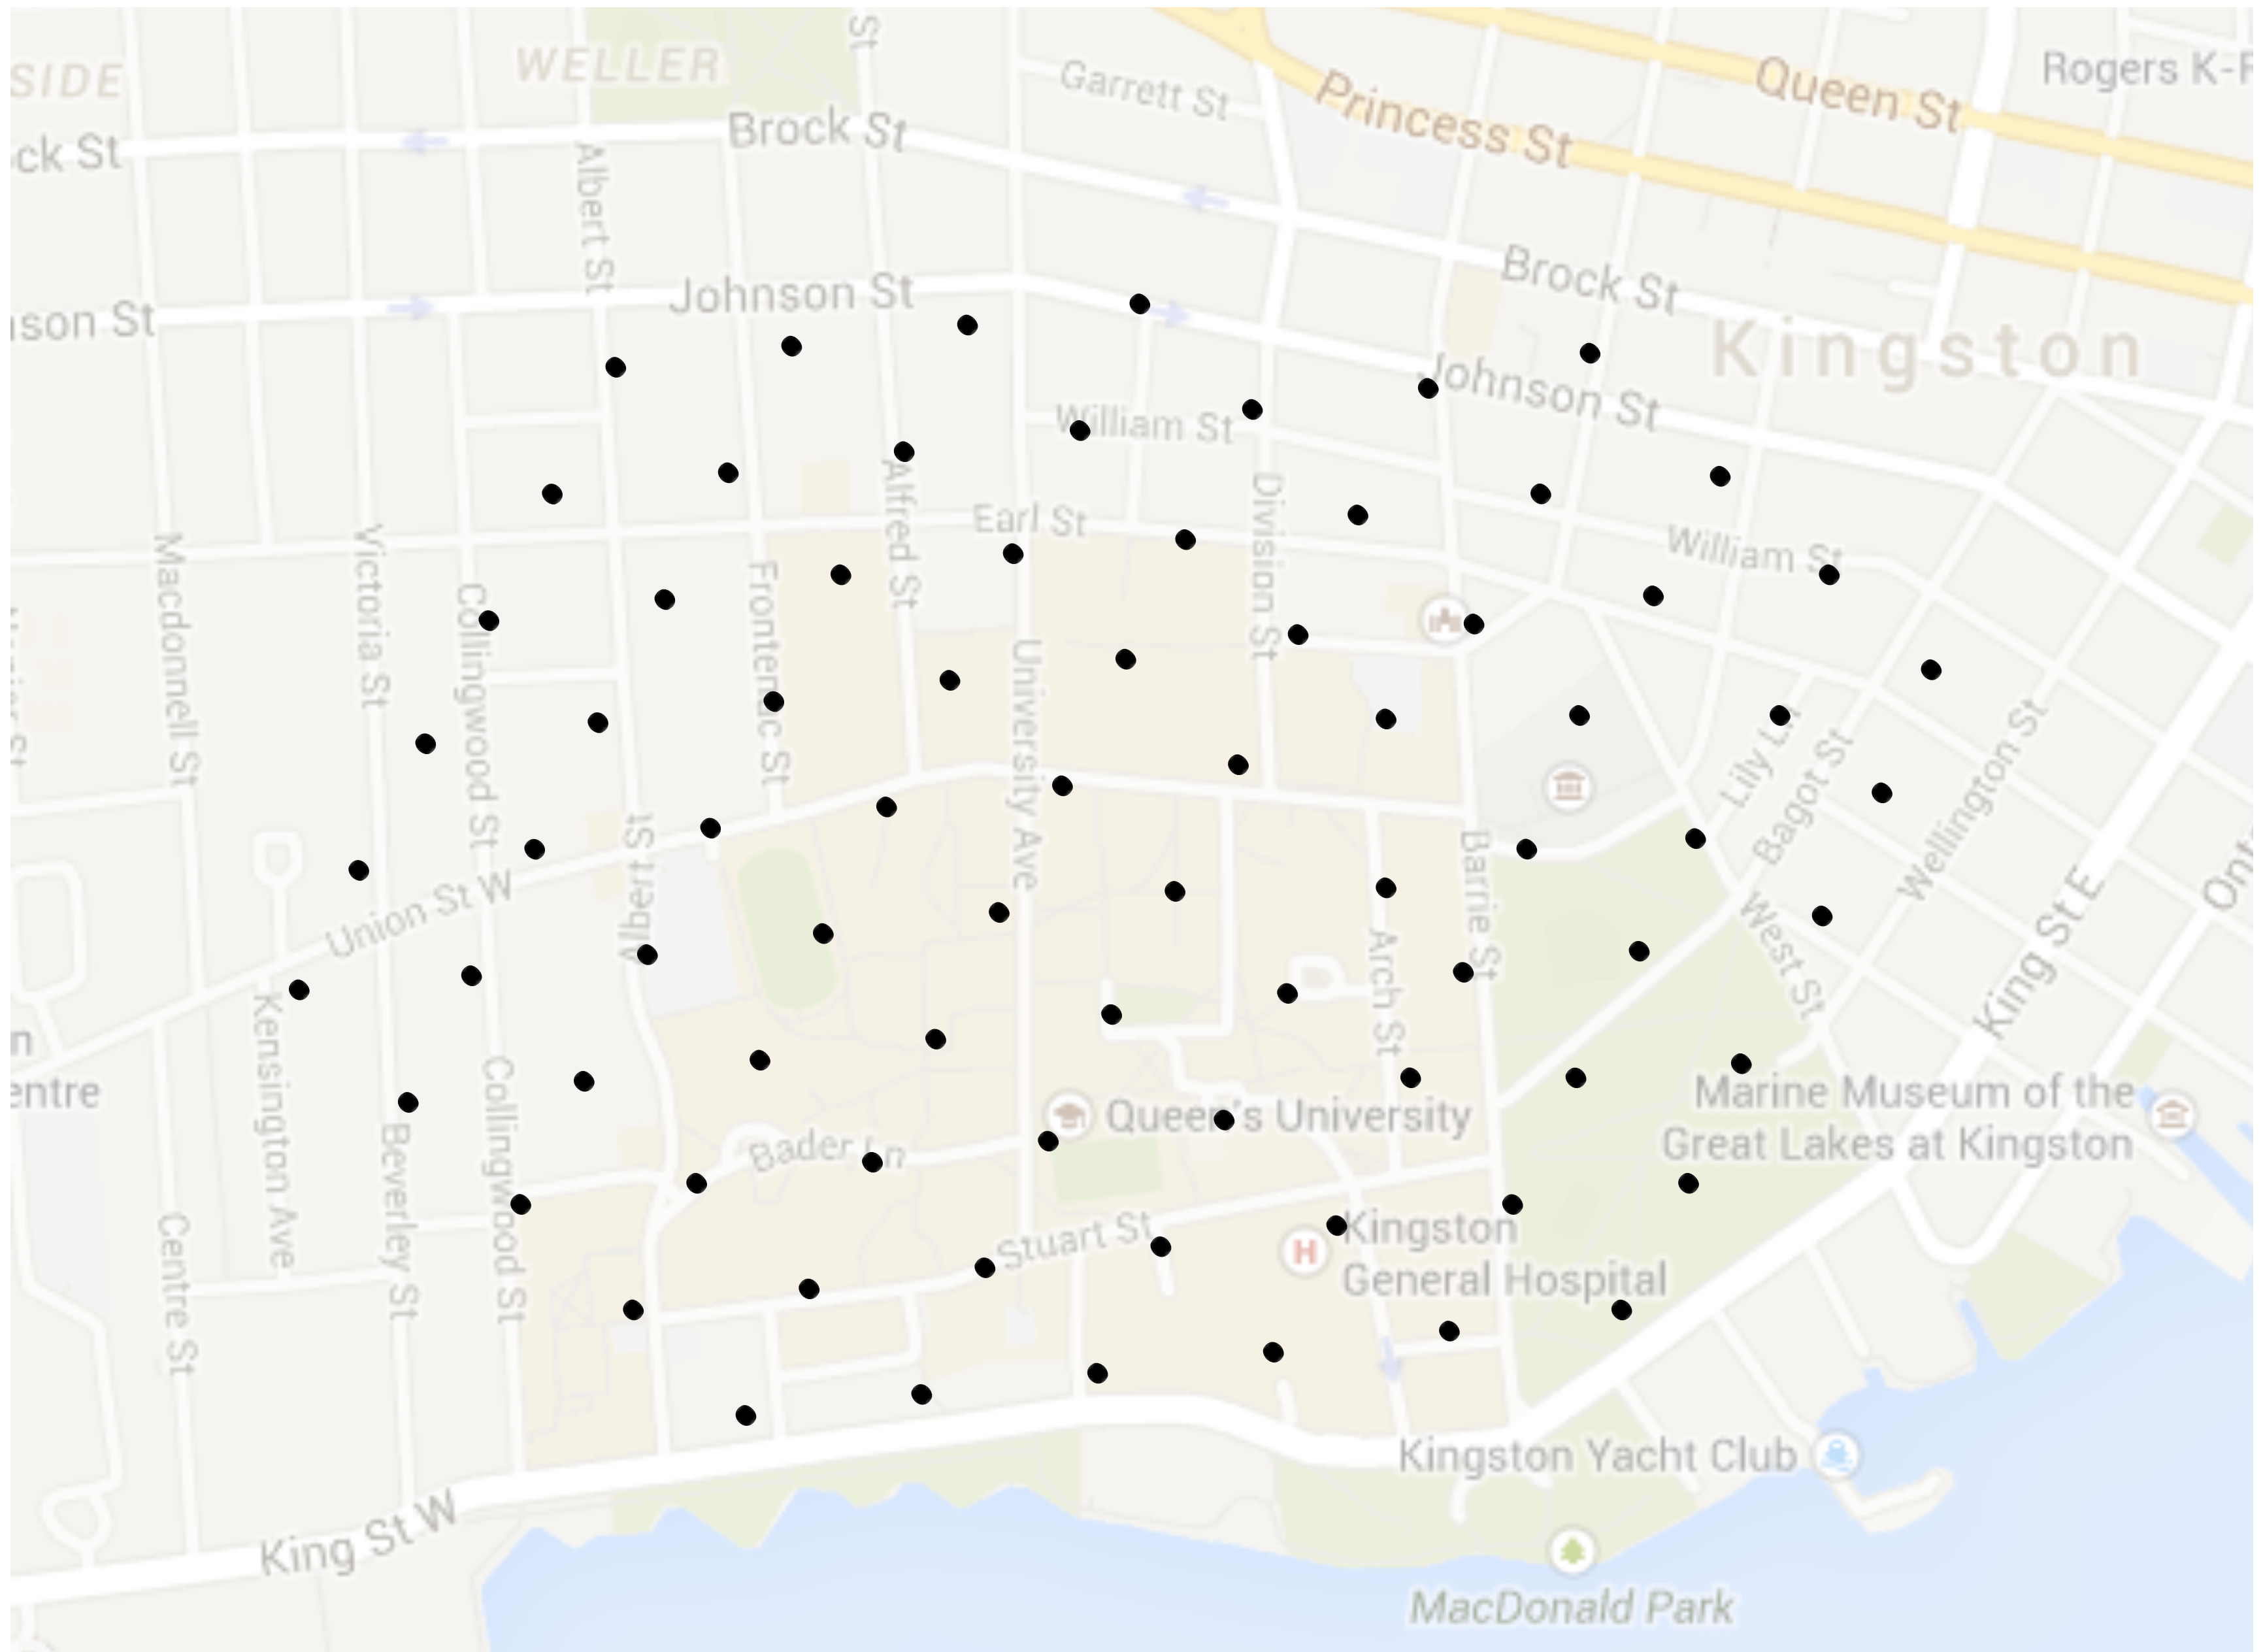 St
WELLER
SIDE
Garrett St
Princess St
Queen St
Rogers K-R
Brock St
ck St
Albert St
Brock St
Johnson St
son St
Kingston
Johnson St
William St
Alfred St
Earl St
Division St
William St
Macdonnell St
Victoria St
Collingwood St
Frontenac St
University Ave
Lily Ln
Bagot St
Wellington St
Albert St
Barrie St
Union St W
West St
King St E
Onta
Arch St
Kensington Ave
n
entre
Collingwood St
Queen's University
Marine Museum of the
Great Lakes at Kingston
Bader Ln
Beverley St
Centre St
Stuart St
H
Kingston
General Hospital
Kingston Yacht Club
King St W
MacDonald Park